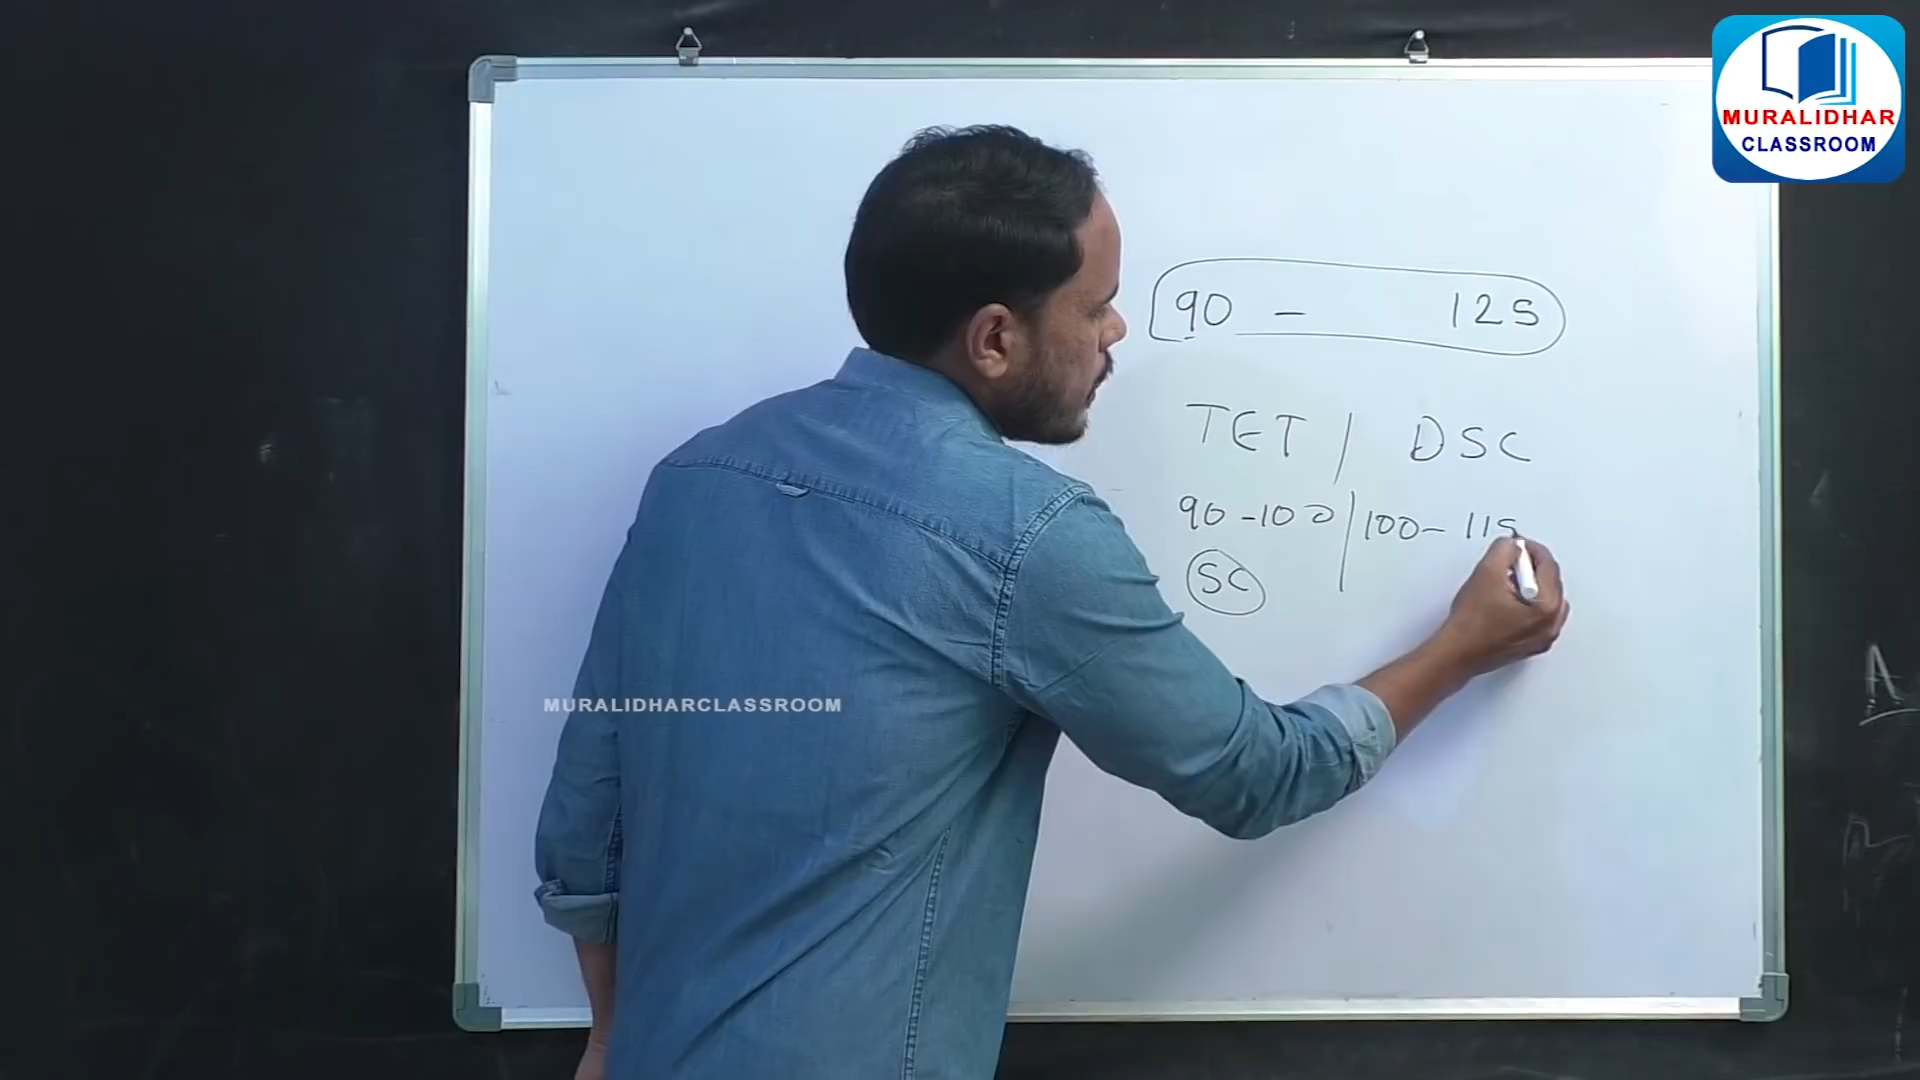 MURALIDHAR
CLASSROOM
90 - 125
TET / DSC
90-100 / 100-115
SC
MURALIDHARCLASSROOM
A